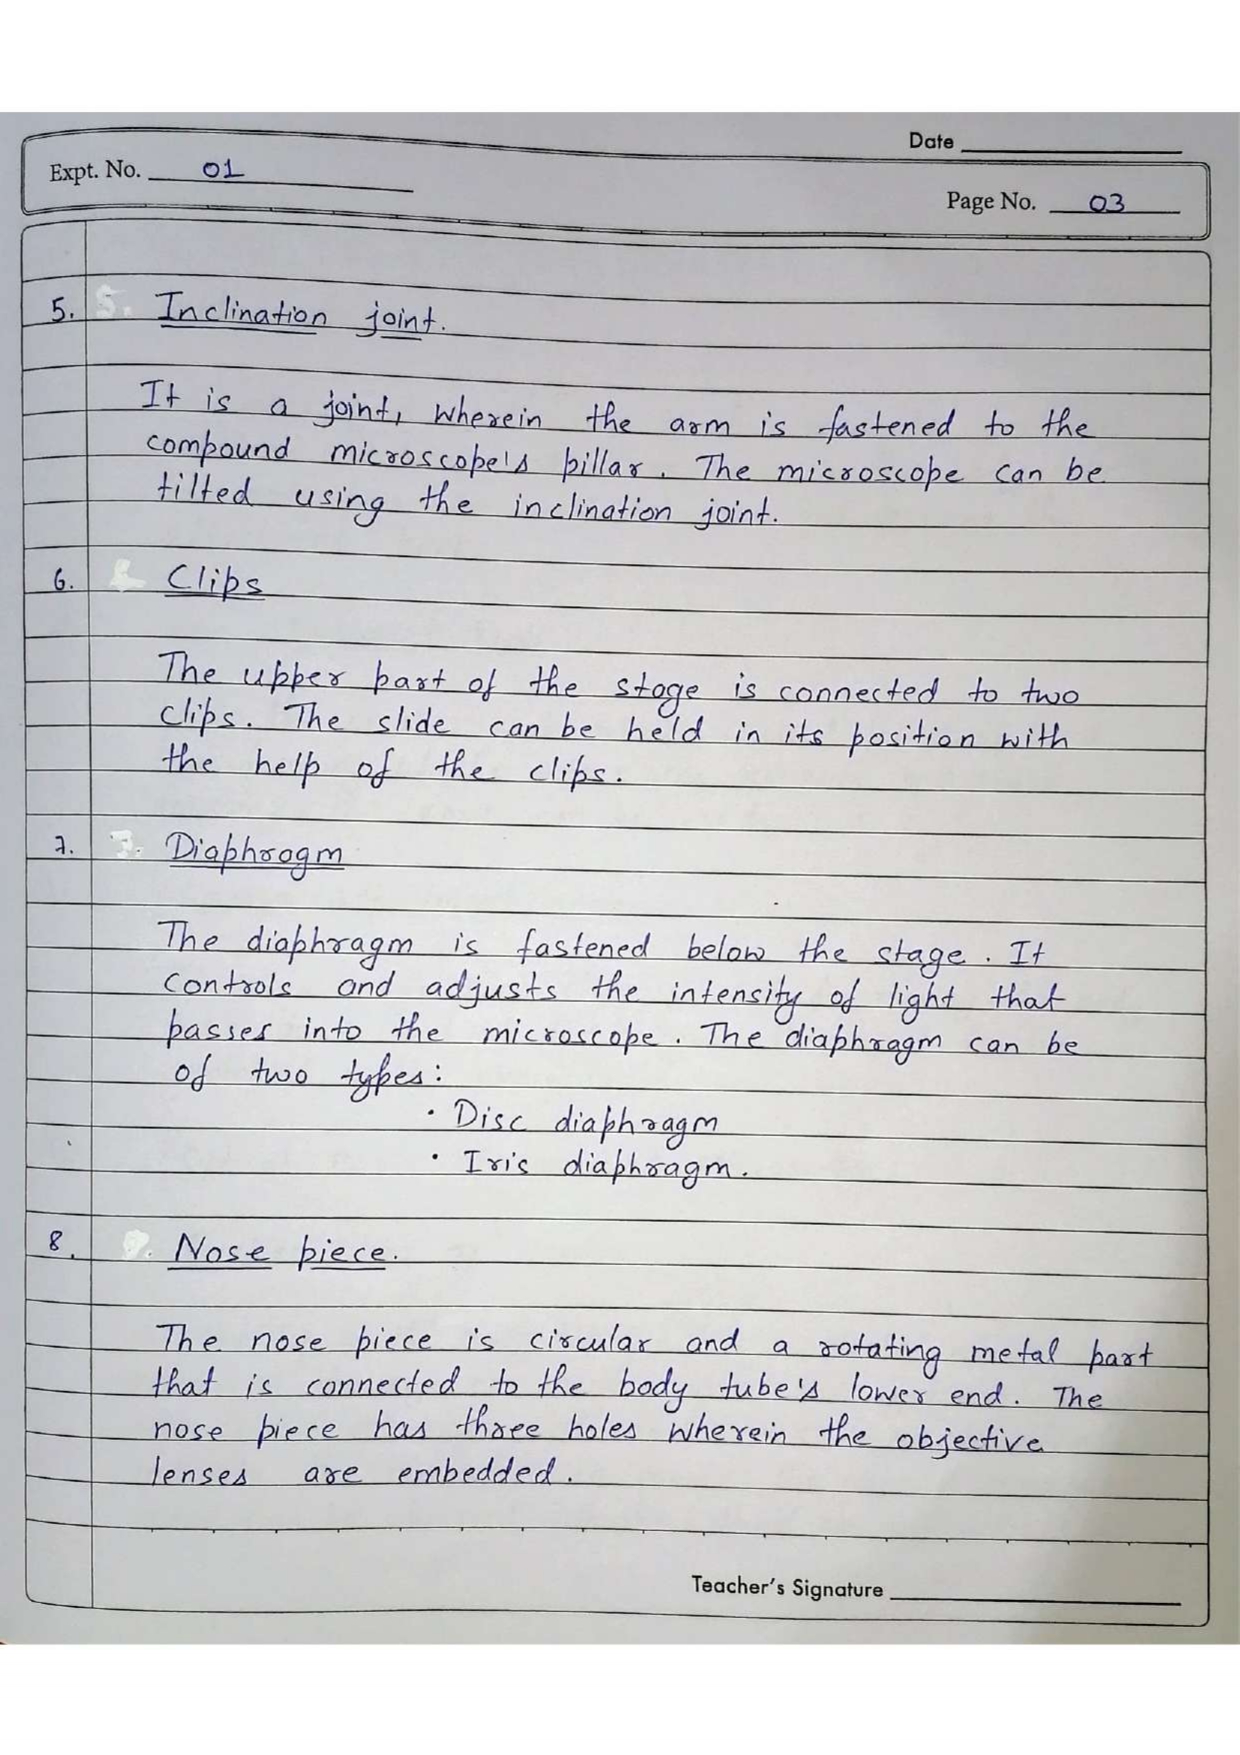 Date
Expt. No. 01
Page No. 03
5. Inclination joint.
It is a joint, wherein the arm is fastened to the
compound microscope's pillar. The microscope can be
tilted using the inclination joint.
6. Clips
The upper part of the stage is connected to two
clips. The slide can be held in its position with
the help of the clips.
7. Diaphragm
The diaphragm is fastened below the stage. It
controls and adjusts the intensity of light that
passes into the microscope. The diaphragm can be
of two types:
· Disc diaphragm
· Iris diaphragm.
8. Nose piece.
The nose piece is circular and a rotating metal part
that is connected to the body tube's lower end. The
nose piece has three holes wherein the objective
lenses are embedded.
Teacher's Signature